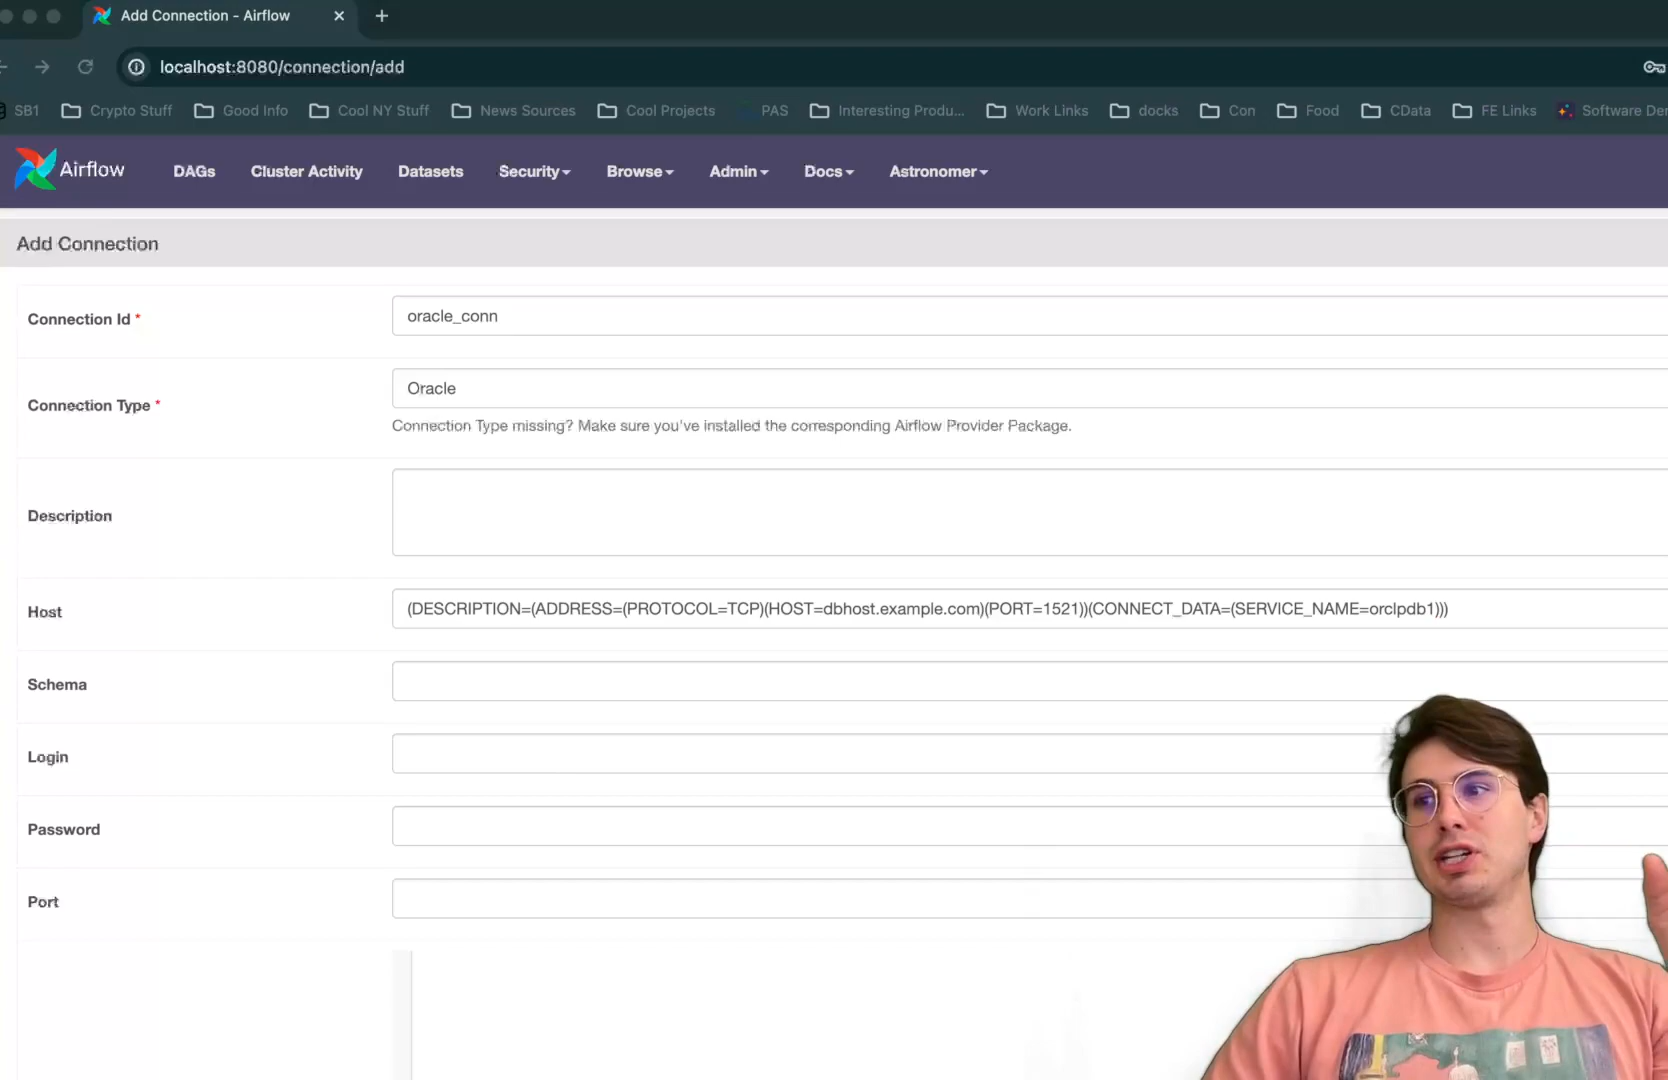 Add Connection - Airflow
localhost:8080/connection/add
SB1 Crypto Stuff Good Info Cool NY Stuff News Sources Cool Projects PAS Interesting Produ... Work Links docks Con Food CData FE Links Software
Airflow DAGs Cluster Activity Datasets Security Browse Admin Docs Astronomer
Add Connection
Connection Id * oracle_conn
Connection Type * Oracle
Connection Type missing? Make sure you've installed the corresponding Airflow Provider Package.
Description
Host (DESCRIPTION=(ADDRESS=(PROTOCOL=TCP)(HOST=dbhost.example.com)(PORT=1521))(CONNECT_DATA=(SERVICE_NAME=orclpdb1)))
Schema
Login
Password
Port